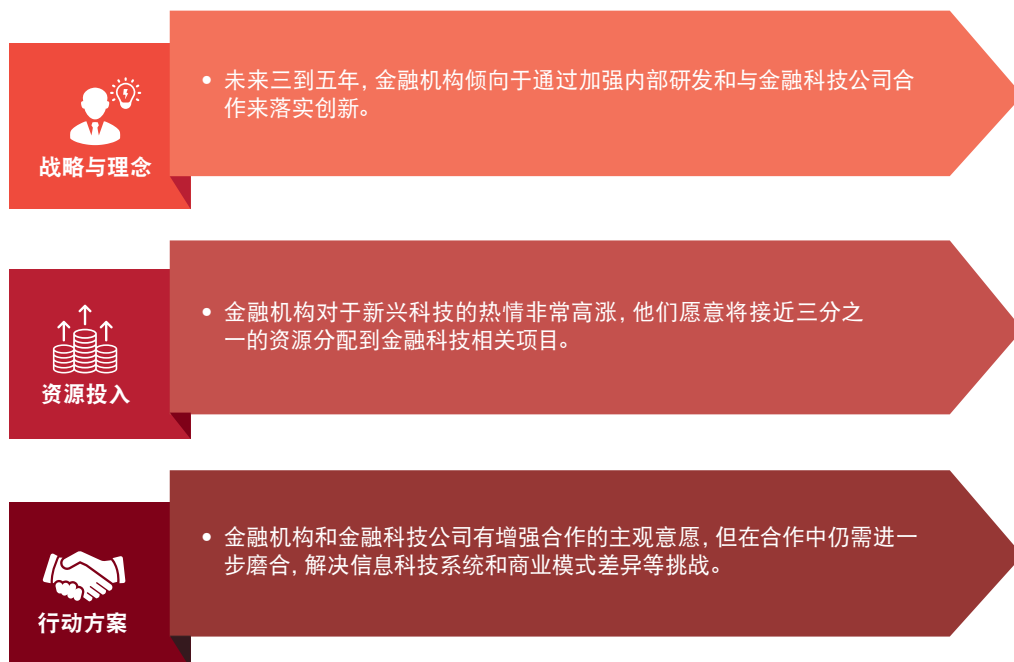 战略与理念
• 未来三到五年，金融机构倾向于通过加强内部研发和与金融科技公司合
作来落实创新。
资源投入
• 金融机构对于新兴科技的热情非常高涨，他们愿意将接近三分之
一的资源分配到金融科技相关项目。
行动方案
• 金融机构和金融科技公司有增强合作的主观意愿，但在合作中仍需进一
步磨合，解决信息科技系统和商业模式差异等挑战。